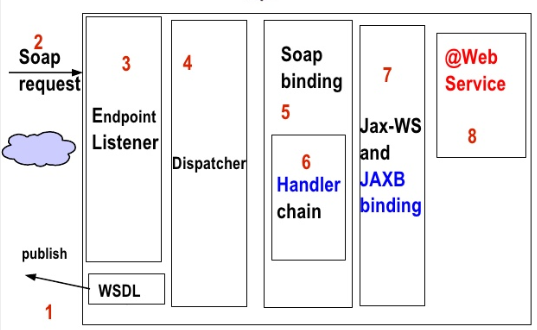 2
Soap
request
3
Endpoint
Listener
4
Dispatcher
Soap
binding
5
6
Handler
chain
7
Jax-WS
and
JAXB
binding
@Web
Service
8
publish
WSDL
1